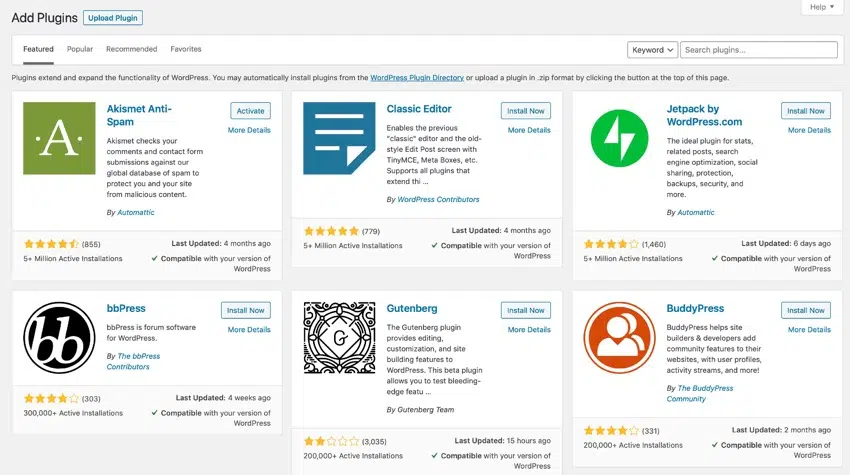 Help ▼
Add Plugins Upload Plugin
Featured Popular Recommended Favorites Keyword Search plugins...
Plugins extend and expand the functionality of WordPress. You may automatically install plugins from the WordPress Plugin Directory or upload a plugin in .zip format by clicking the button at the top of this page.
A
Akismet Anti-
Spam
Activate
More Details
Akismet checks your
comments and contact form
submissions against our
global database of spam to
protect you and your site
from malicious content.
By Automattic
(855)
5+ Million Active Installations
Last Updated: 4 months ago
✓ Compatible with your version of
WordPress
Classic Editor
Install Now
More Details
Enables the previous
"classic" editor and the old-
style Edit Post screen with
TinyMCE, Meta Boxes, etc.
Supports all plugins that
extend thi ...
By WordPress Contributors
(779)
5+ Million Active Installations
Last Updated: 4 months ago
✓ Compatible with your version of
WordPress
Jetpack by
WordPress.com
Install Now
More Details
The ideal plugin for stats,
related posts, search
engine optimization, social
sharing, protection,
backups, security, and
more.
By Automattic
(1,460)
5+ Million Active Installations
Last Updated: 6 days ago
✓ Compatible with your version of
WordPress
bb
bbPress
Install Now
More Details
bbPress is forum software
for WordPress.
By The bbPress
Contributors
(303)
300,000+ Active Installations
Last Updated: 4 weeks ago
✓ Compatible with your version of
WordPress
G
Gutenberg
Install Now
More Details
The Gutenberg plugin
provides editing,
customization, and site
building features to
WordPress. This beta plugin
allows you to test bleeding-
edge featu ...
By Gutenberg Team
(3,035)
200,000+ Active Installations
Last Updated: 15 hours ago
✓ Compatible with your version of
WordPress
BuddyPress
Install Now
More Details
BuddyPress helps site
builders & developers add
community features to their
websites, with user profiles,
activity streams, and more!
By The BuddyPress
Community
(331)
200,000+ Active Installations
Last Updated: 2 months ago
✓ Compatible with your version of
WordPress